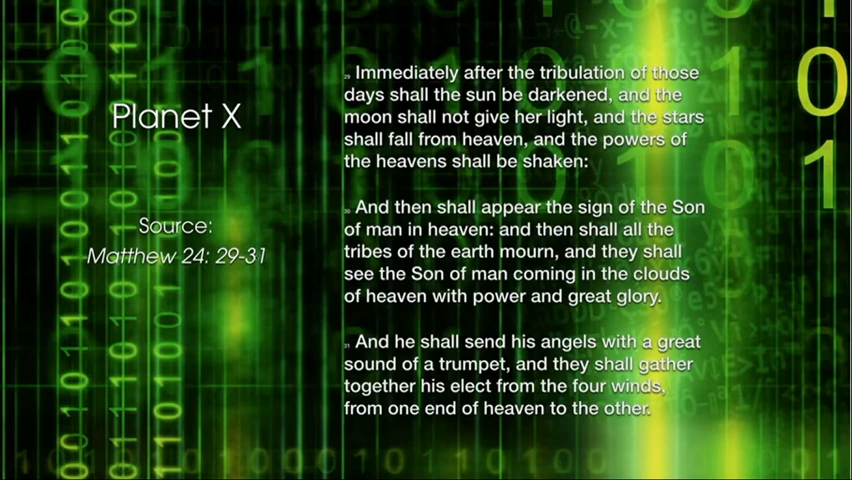 Planet X
Source:
Matthew 24: 29-31
29 Immediately after the tribulation of those
days shall the sun be darkened, and the
moon shall not give her light, and the stars
shall fall from heaven, and the powers of
the heavens shall be shaken:
30 And then shall appear the sign of the Son
of man in heaven: and then shall all the
tribes of the earth mourn, and they shall
see the Son of man coming in the clouds
of heaven with power and great glory.
31 And he shall send his angels with a great
sound of a trumpet, and they shall gather
together his elect from the four winds,
from one end of heaven to the other.